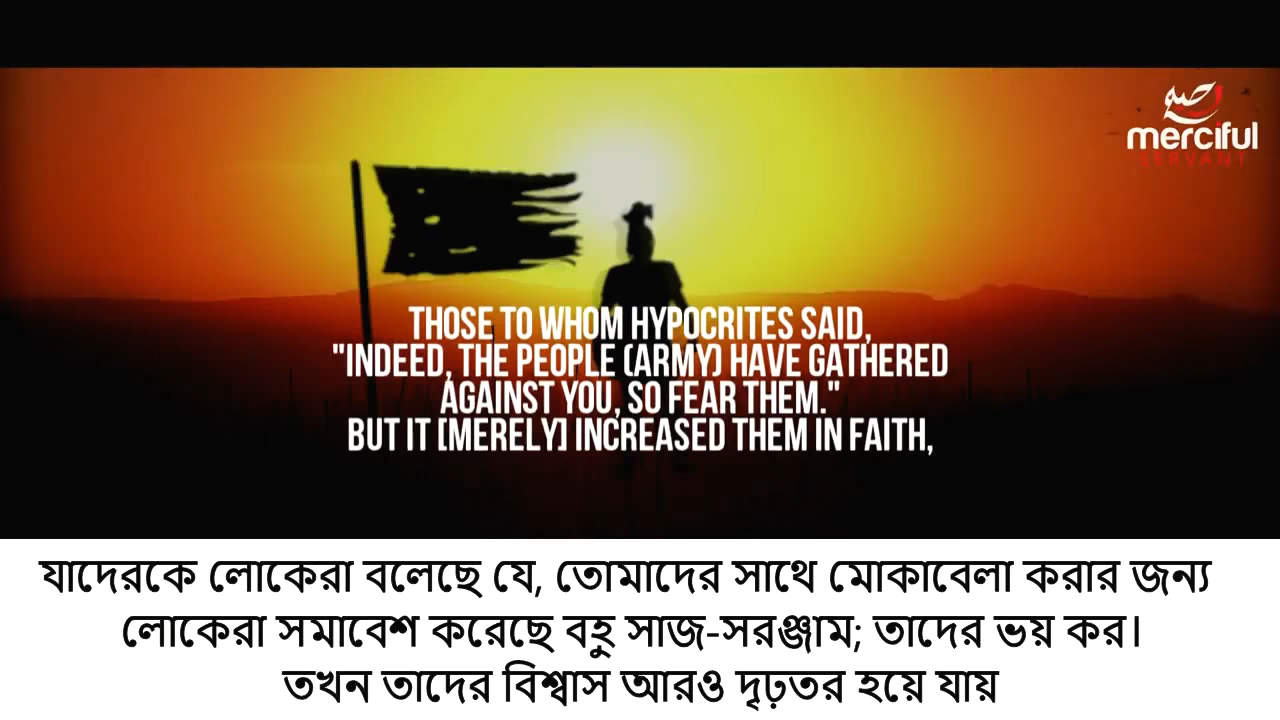 merciful
SERVANT
THOSE TO WHOM HYPOCRITES SAID,
"INDEED, THE PEOPLE (ARMY) HAVE GATHERED
AGAINST YOU, SO FEAR THEM."
BUT IT [MERELY] INCREASED THEM IN FAITH,
যাদেরকে লোকেরা বলেছে যে, তোমাদের সাথে মোকাবেলা করার জন্য
লোকেরা সমাবেশ করেছে বহু সাজ-সরঞ্জাম; তাদের ভয় কর।
তখন তাদের বিশ্বাস আরও দৃঢ়তর হয়ে যায়